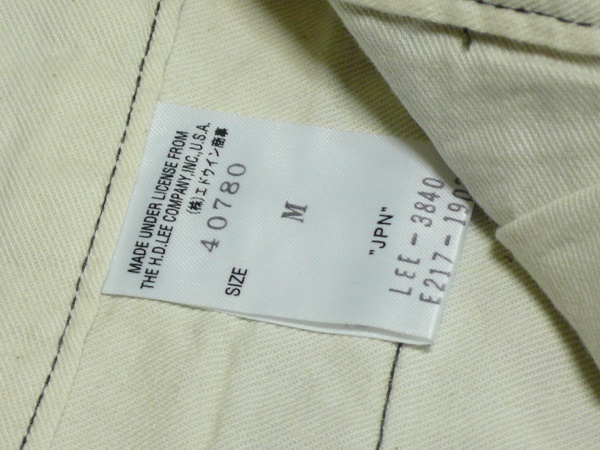 MADE UNDER LICENSE FROM
THE H.D.LEE COMPANY,INC.,U.S.A.
(株)エドウイン商事
40780
SIZE
M
"JPN"
LEE-3840